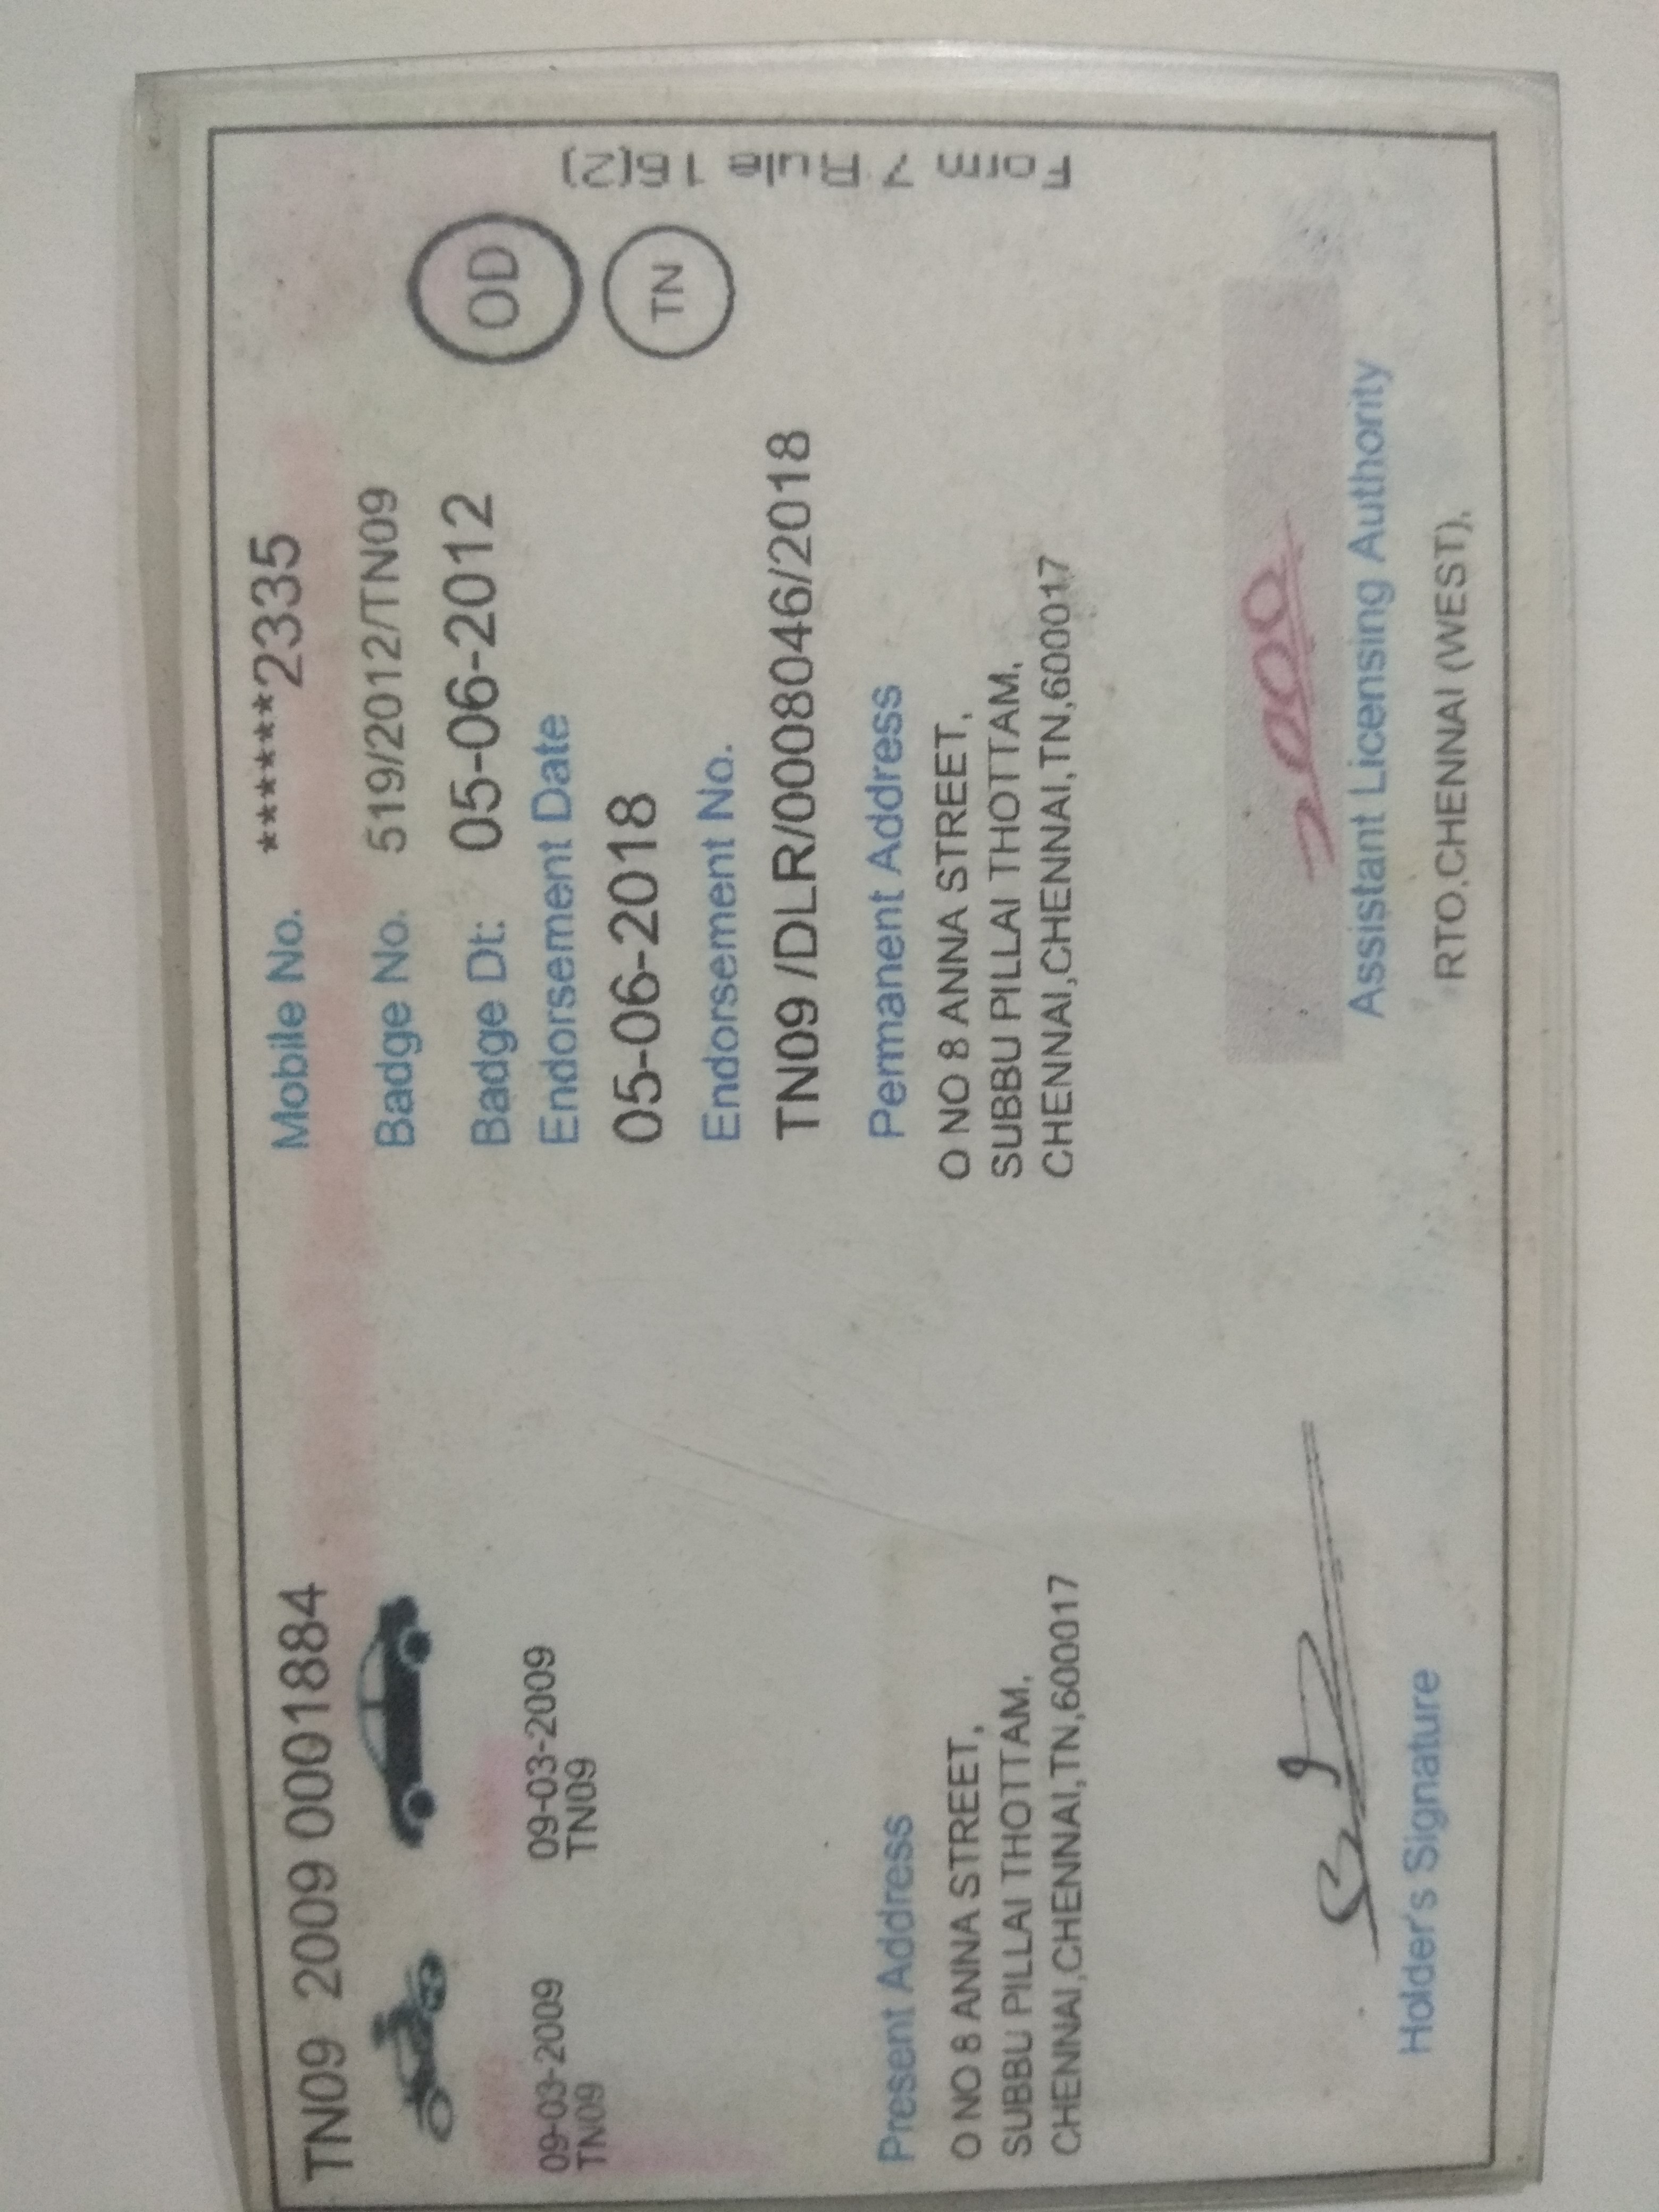 TN09 2009 0001884
Mobile No. ******2335
Badge No. 519/2012/TN09
Badge Dt: 05-06-2012
OD
09-03-2009
TN09
09-03-2009
TN09
Endorsement Date
05-06-2018
TN
Endorsement No.
TN09 /DLR/0008046/2018
Form 7 Rule 16(2)
Present Address
O NO 8 ANNA STREET,
SUBBU PILLAI THOTTAM,
CHENNAI,CHENNAI,TN,600017
Permanent Address
O NO 8 ANNA STREET,
SUBBU PILLAI THOTTAM,
CHENNAI,CHENNAI,TN,600017
Holder's Signature
Assistant Licensing Authority
RTO,CHENNAI (WEST),